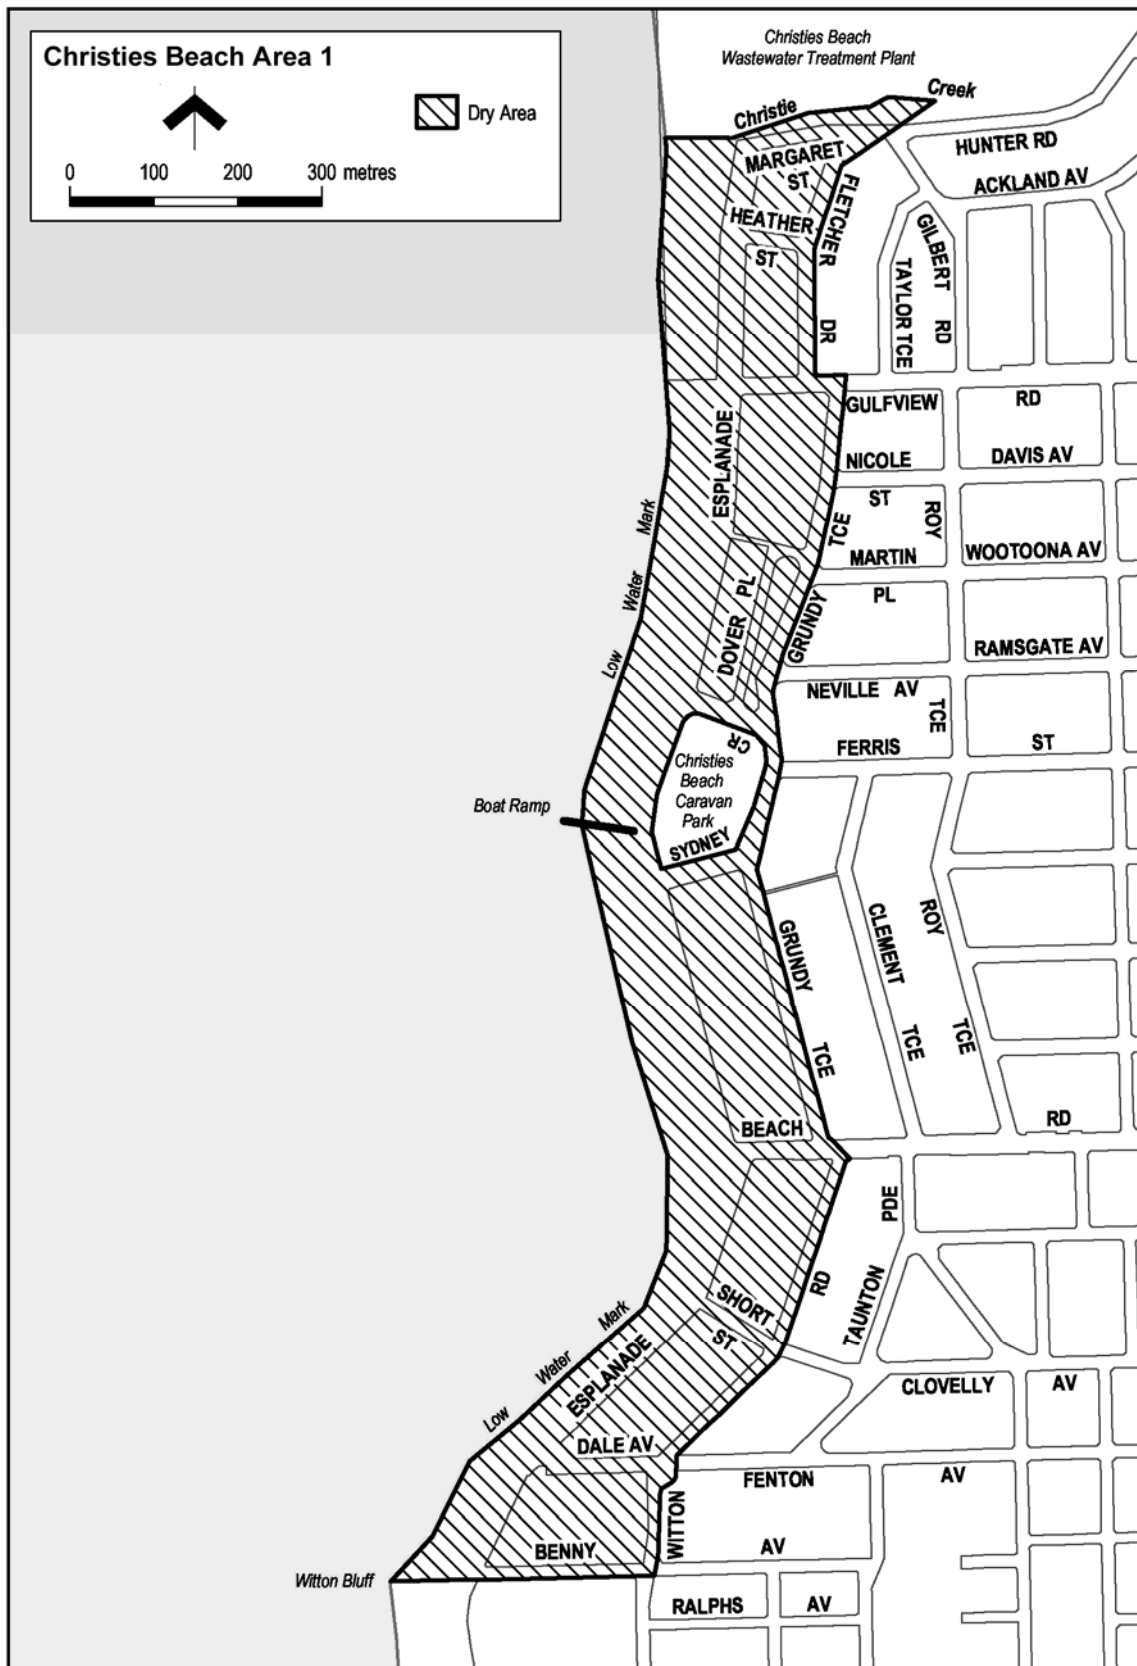 Christies Beach Area 1
Dry Area
0 100 200 300 metres
Christies Beach
Wastewater Treatment Plant
Christie Creek
MARGARET
ST
HEATHER
ST
FLETCHER
DR
HUNTER RD
ACKLAND AV
GILBERT
RD
TAYLOR TCE
GULFVIEW RD
NICOLE
ST
DAVIS AV
ESPLANADE
TCE
ROY
MARTIN
PL
WOOTOONA AV
Low Water Mark
DOVER PL
GRUNDY
RAMSGATE AV
NEVILLE AV
TCE
FERRIS ST
CR
Christies
Beach
Caravan
Park
SYDNEY
Boat Ramp
GRUNDY
TCE
CLEMENT
TCE
ROY
TCE
BEACH RD
PDE
TAUNTON
RD
SHORT
ST
Low Water Mark
ESPLANADE
CLOVELLY AV
DALE AV
FENTON AV
WITTON
AV
BENNY
Witton Bluff
RALPHS AV